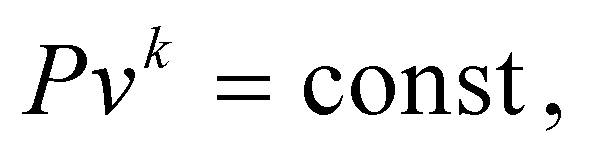 Pv^k = const,